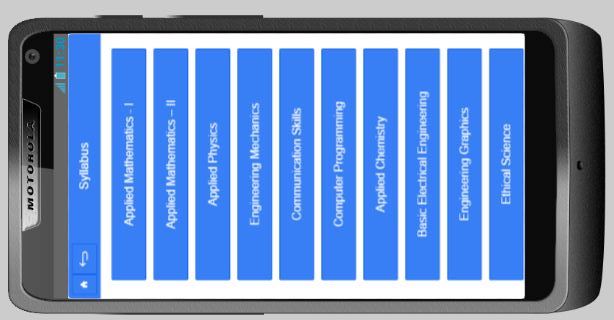 MOTOROLA
11:30
Syllabus
Applied Mathematics - I
Applied Mathematics – II
Applied Physics
Engineering Mechanics
Communication Skills
Computer Programming
Applied Chemistry
Basic Electrical Engineering
Engineering Graphics
Ethical Science